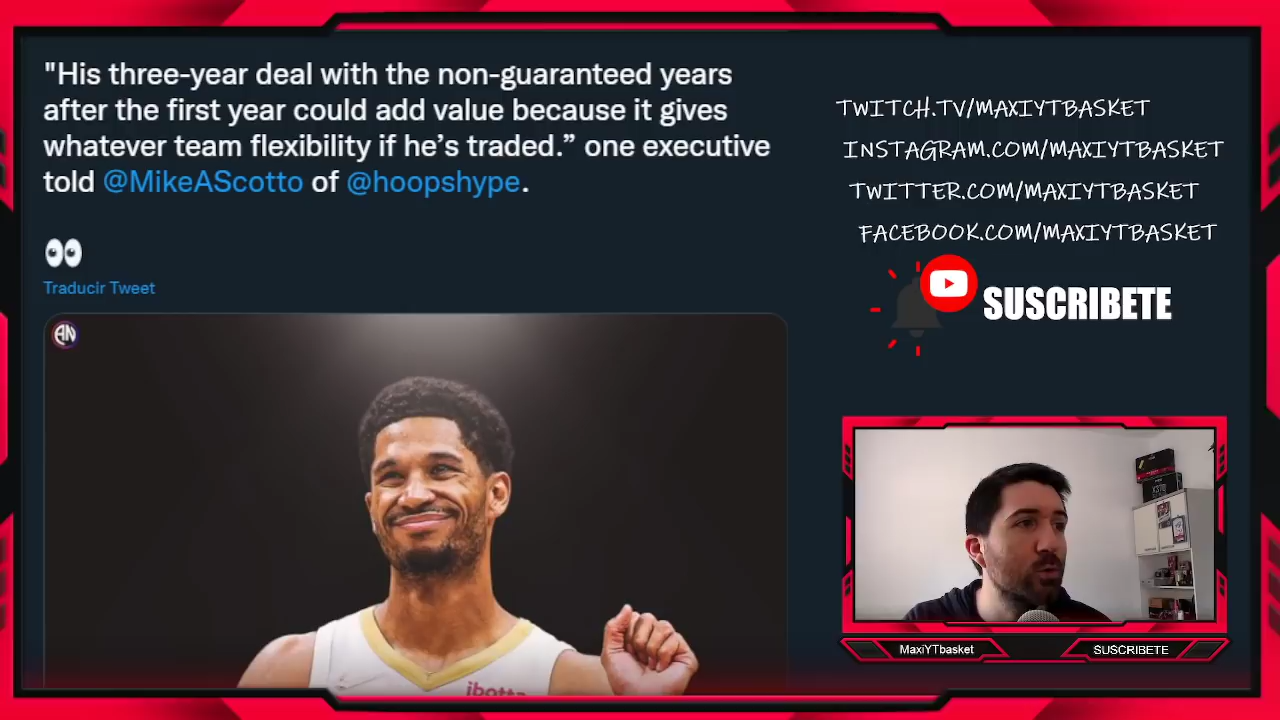 "His three-year deal with the non-guaranteed years
after the first year could add value because it gives
whatever team flexibility if he’s traded.” one executive
told @MikeAScotto of @hoopshype.
Traducir Tweet
AN
ibotta
TWITCH.TV/MAXIYTBASKET
INSTAGRAM.COM/MAXIYTBASKET
TWITTER.COM/MAXIYTBASKET
FACEBOOK.COM/MAXIYTBASKET
SUSCRIBETE
MaxiYTbasket
SUSCRIBETE